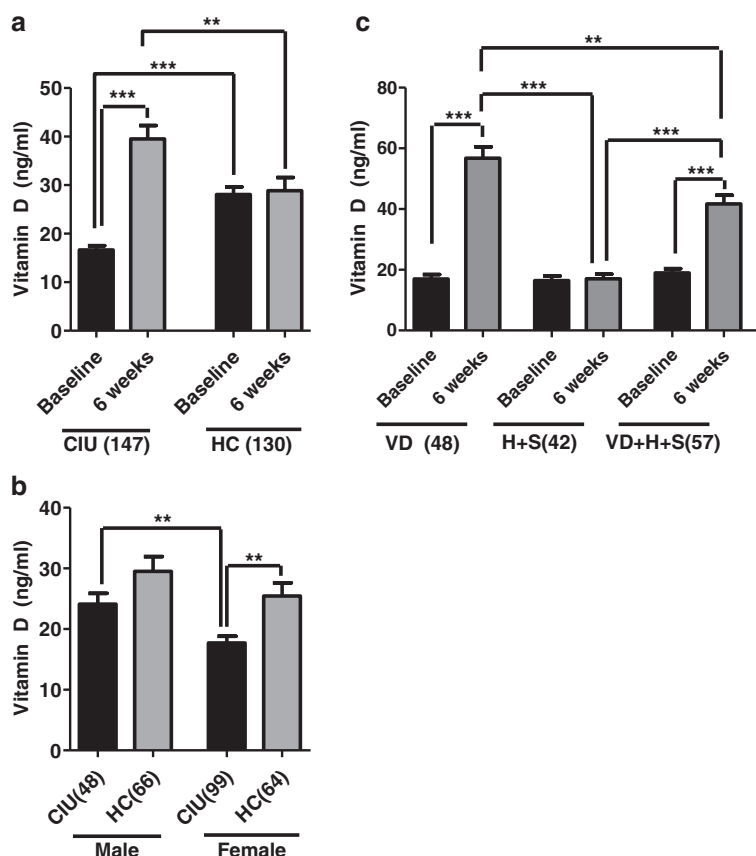 a
**
***
***
50
40
30
20
10
0
Vitamin D (ng/ml)
Baseline
6 weeks
Baseline
6 weeks
CIU (147)
HC (130)
c
**
***
***
***
***
80
60
40
20
0
Vitamin D (ng/ml)
Baseline
6 weeks
Baseline
6 weeks
Baseline
6 weeks
VD (48)
H+S(42)
VD+H+S(57)
b
**
**
40
30
20
10
0
Vitamin D (ng/ml)
CIU(48)
HC(66)
CIU(99)
HC(64)
Male
Female